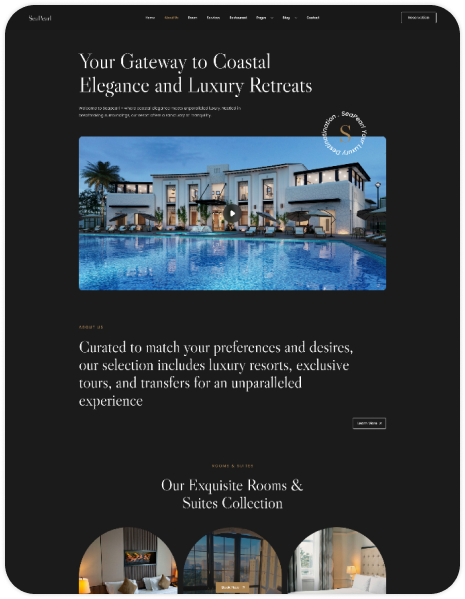 SeaPearl
Home About Us Room Services Restaurant Pages Blog Contact
Reservation
Your Gateway to Coastal
Elegance and Luxury Retreats
Welcome to Seapearl – where coastal elegance meets unparalleled luxury. Nestled in
breathtaking surroundings, our resort offers a sanctuary of tranquility.
SeaPearl Your Luxury Destination .
S
ABOUT US
Curated to match your preferences and desires,
our selection includes luxury resorts, exclusive
tours, and transfers for an unparalleled
experience
Learn More
ROOMS & SUITES
Our Exquisite Rooms &
Suites Collection
Book Now